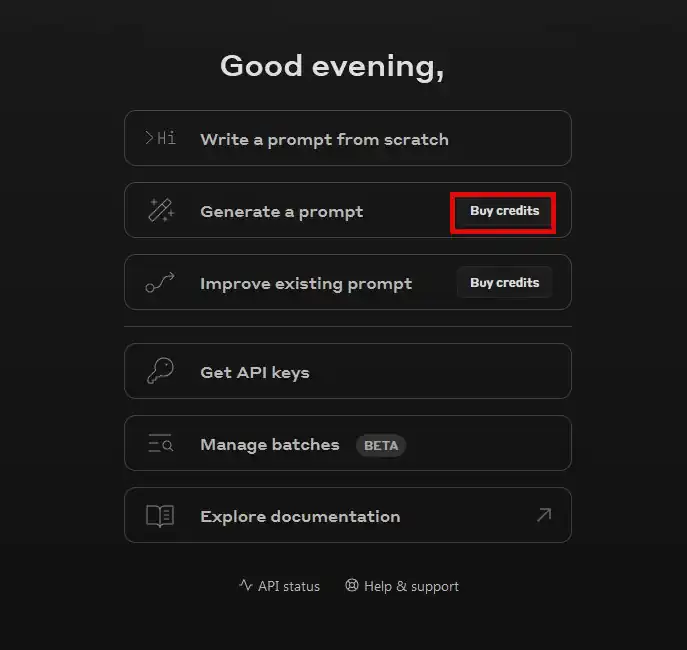 Good evening,
>Hi Write a prompt from scratch
Generate a prompt Buy credits
Improve existing prompt Buy credits
Get API keys
Manage batches BETA
Explore documentation
API status Help & support